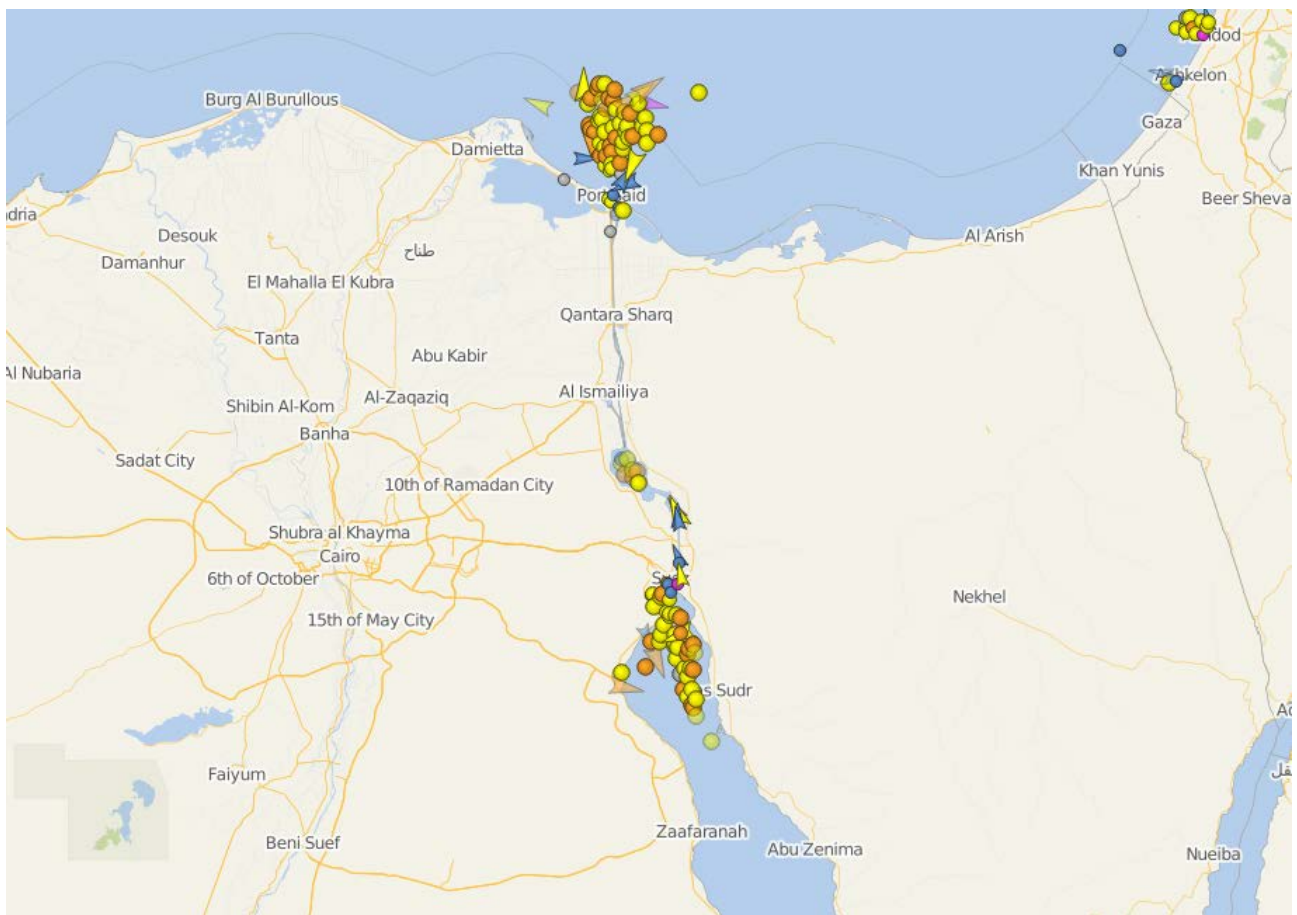 Burg Al Burullous
Damietta
Ashkelon
Gaza
Khan Yunis
Beer Sheva
Desouk
Damanhur
طناح
Al Arish
El Mahalla El Kubra
Qantara Sharq
Tanta
Abu Kabir
Al Nubaria
Shibin Al-Kom
Al-Zaqaziq
Al Ismailiya
Banha
Sadat City
10th of Ramadan City
Shubra al Khayma
Cairo
6th of October
15th of May City
Nekhel
Faiyum
Beni Suef
Zaafaranah
Abu Zenima
Nueiba